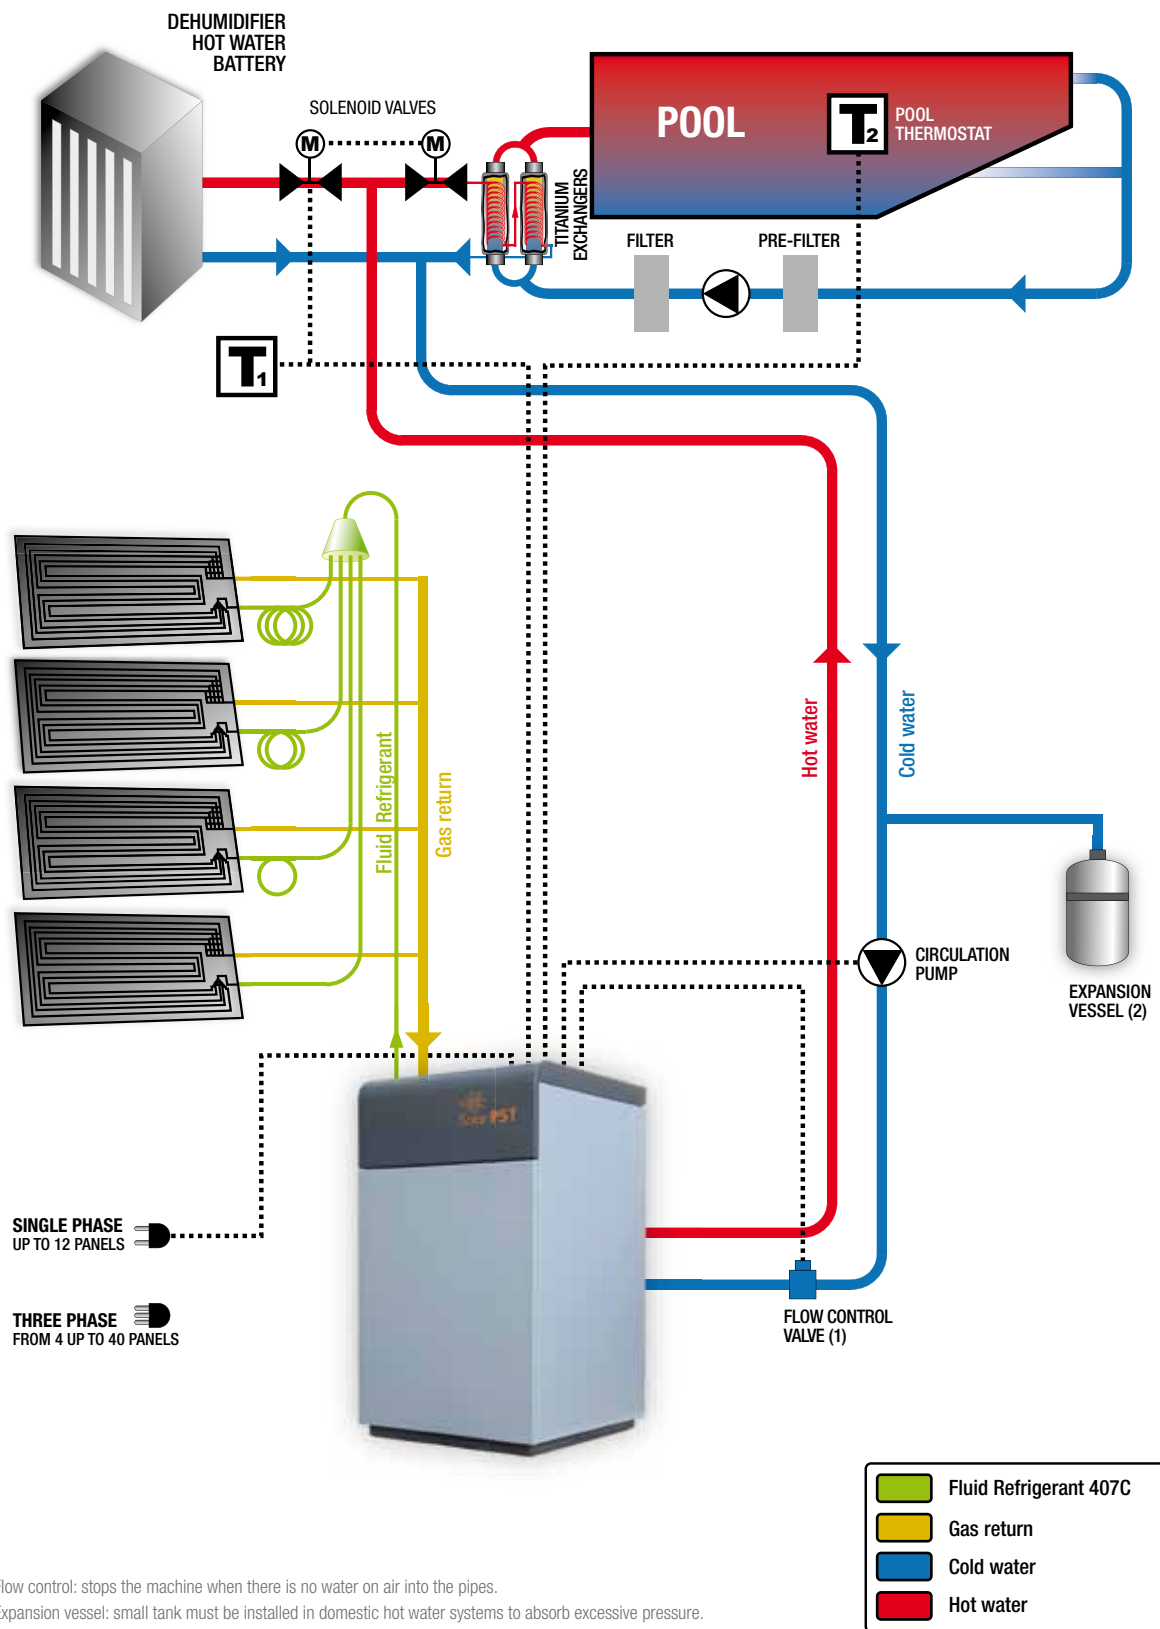 DEHUMIDIFIER
HOT WATER
BATTERY
SOLENOID VALVES
M
M
POOL
T2
POOL
THERMOSTAT
TITANIUM
EXCHANGERS
FILTER
PRE-FILTER
T1
Fluid Refrigerant
Gas return
Hot water
Cold water
CIRCULATION
PUMP
EXPANSION
VESSEL (2)
PST
SINGLE PHASE
UP TO 12 PANELS
THREE PHASE
FROM 4 UP TO 40 PANELS
FLOW CONTROL
VALVE (1)
Fluid Refrigerant 407C
Gas return
Cold water
Hot water
Flow control: stops the machine when there is no water on air into the pipes.
Expansion vessel: small tank must be installed in domestic hot water systems to absorb excessive pressure.